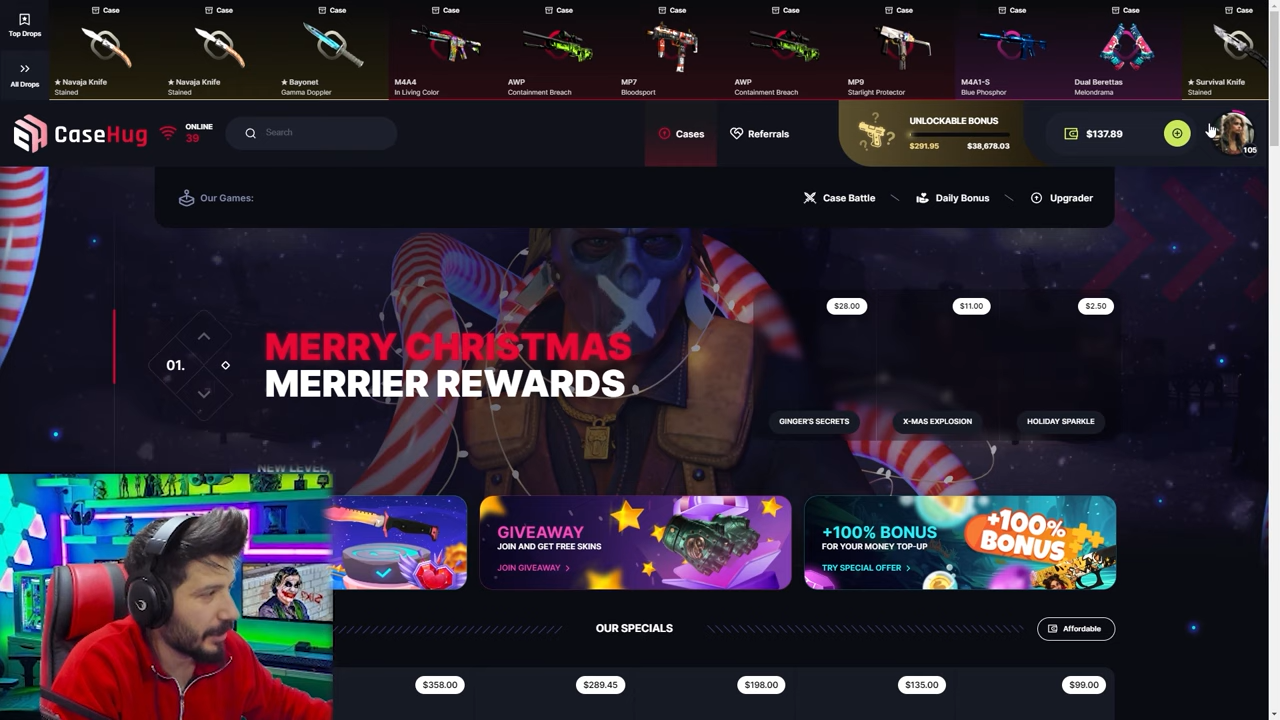 Top Drops
All Drops
Case
★ Navaja Knife
Stained
Case
★ Navaja Knife
Stained
Case
★ Bayonet
Gamma Doppler
Case
M4A4
In Living Color
Case
AWP
Containment Breach
Case
MP7
Bloodsport
Case
AWP
Containment Breach
Case
MP9
Starlight Protector
Case
M4A1-S
Blue Phosphor
Case
Dual Berettas
Melondrama
Case
★ Survival Knife
Stained
CaseHug
ONLINE
39
Search
Cases
Referrals
UNLOCKABLE BONUS
$291.95 $38,678.03
$137.89
105
Our Games:
Case Battle
Daily Bonus
Upgrader
01.
MERRY CHRISTMAS
MERRIER REWARDS
$28.00
$11.00
$2.50
GINGER'S SECRETS
X-MAS EXPLOSION
HOLIDAY SPARKLE
NEW LEVEL,
GIVEAWAY
JOIN AND GET FREE SKINS
JOIN GIVEAWAY >
+100% BONUS
FOR YOUR MONEY TOP-UP
TRY SPECIAL OFFER >
+100%
BONUS
OUR SPECIALS
Affordable
$358.00
$289.45
$198.00
$135.00
$99.00